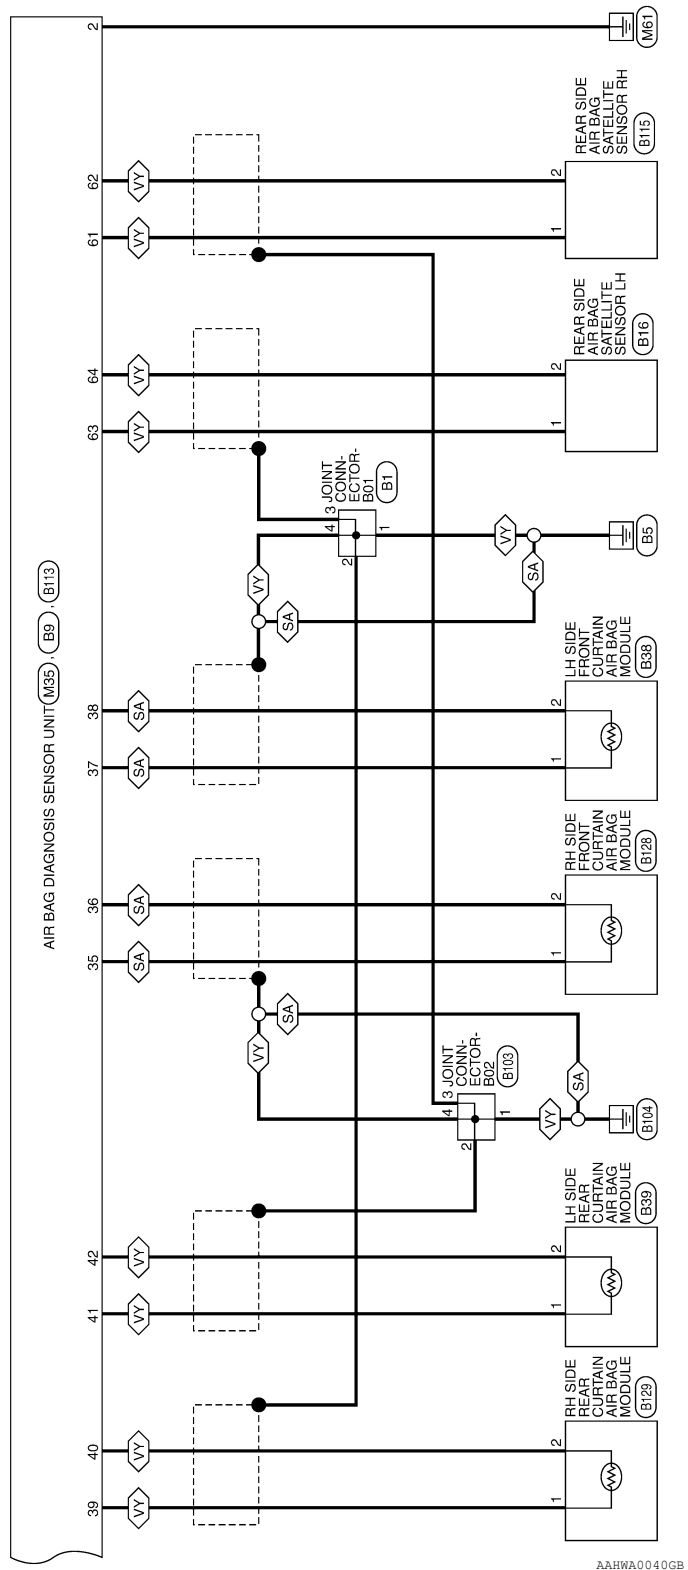 2
M61
REAR SIDE
AIR BAG
SATELLITE
SENSOR RH
B115
62
VY
2
61
VY
1
REAR SIDE
AIR BAG
SATELLITE
SENSOR LH
B16
64
VY
2
63
VY
1
JOINT
CONN-
ECTOR-
B01
B1
3
4
1
2
VY
SA
VY
SA
B5
AIR BAG DIAGNOSIS SENSOR UNIT M35 , B9 , B113
LH SIDE
FRONT
CURTAIN
AIR BAG
MODULE
B38
38
SA
2
37
SA
1
RH SIDE
FRONT
CURTAIN
AIR BAG
MODULE
B128
36
SA
2
35
SA
1
SA
VY
JOINT
CONN-
ECTOR-
B02
B103
3
4
1
2
SA
VY
B104
LH SIDE
REAR
CURTAIN
AIR BAG
MODULE
B39
42
VY
2
41
VY
1
RH SIDE
REAR
CURTAIN
AIR BAG
MODULE
B129
40
VY
2
39
VY
1
AAHWA0040GB